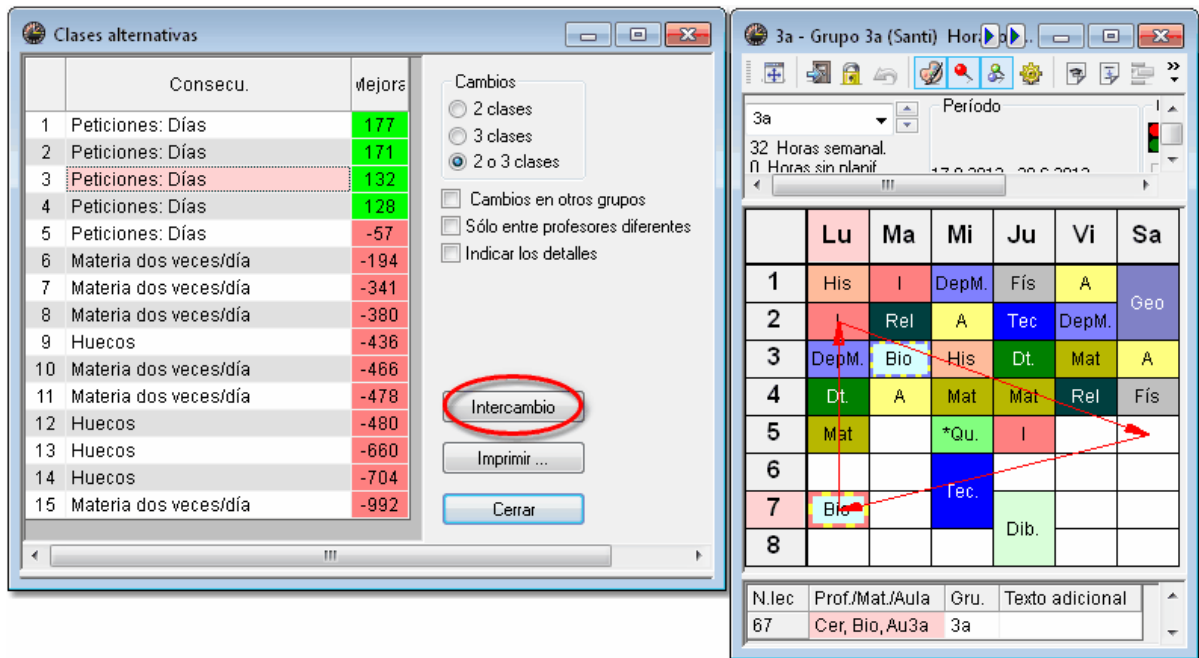 Clases alternativas
Consecu. Mejora
1 Peticiones: Días 177
2 Peticiones: Días 171
3 Peticiones: Días 132
4 Peticiones: Días 128
5 Peticiones: Días -57
6 Materia dos veces/día -194
7 Materia dos veces/día -341
8 Materia dos veces/día -380
9 Huecos -436
10 Materia dos veces/día -466
11 Materia dos veces/día -478
12 Huecos -480
13 Huecos -660
14 Huecos -704
15 Materia dos veces/día -992
Cambios
2 clases
3 clases
2 o 3 clases
Cambios en otros grupos
Sólo entre profesores diferentes
Indicar los detalles
Intercambio
Imprimir ...
Cerrar
3a - Grupo 3a (Santi) Hor
3a
Período
32 Horas semanal.
0 Horas sin planif
Lu Ma Mi Ju Vi Sa
1 His I DepM. Fís A Geo
2 I Rel A Tec DepM.
3 DepM. Bio His Dt. Mat A
4 Dt. A Mat Mat Rel Fís
5 Mat *Qu. I
6 Tec.
7 Bio Dib.
8
N.lec Prof./Mat./Aula Gru. Texto adicional
67 Cer, Bio, Au3a 3a